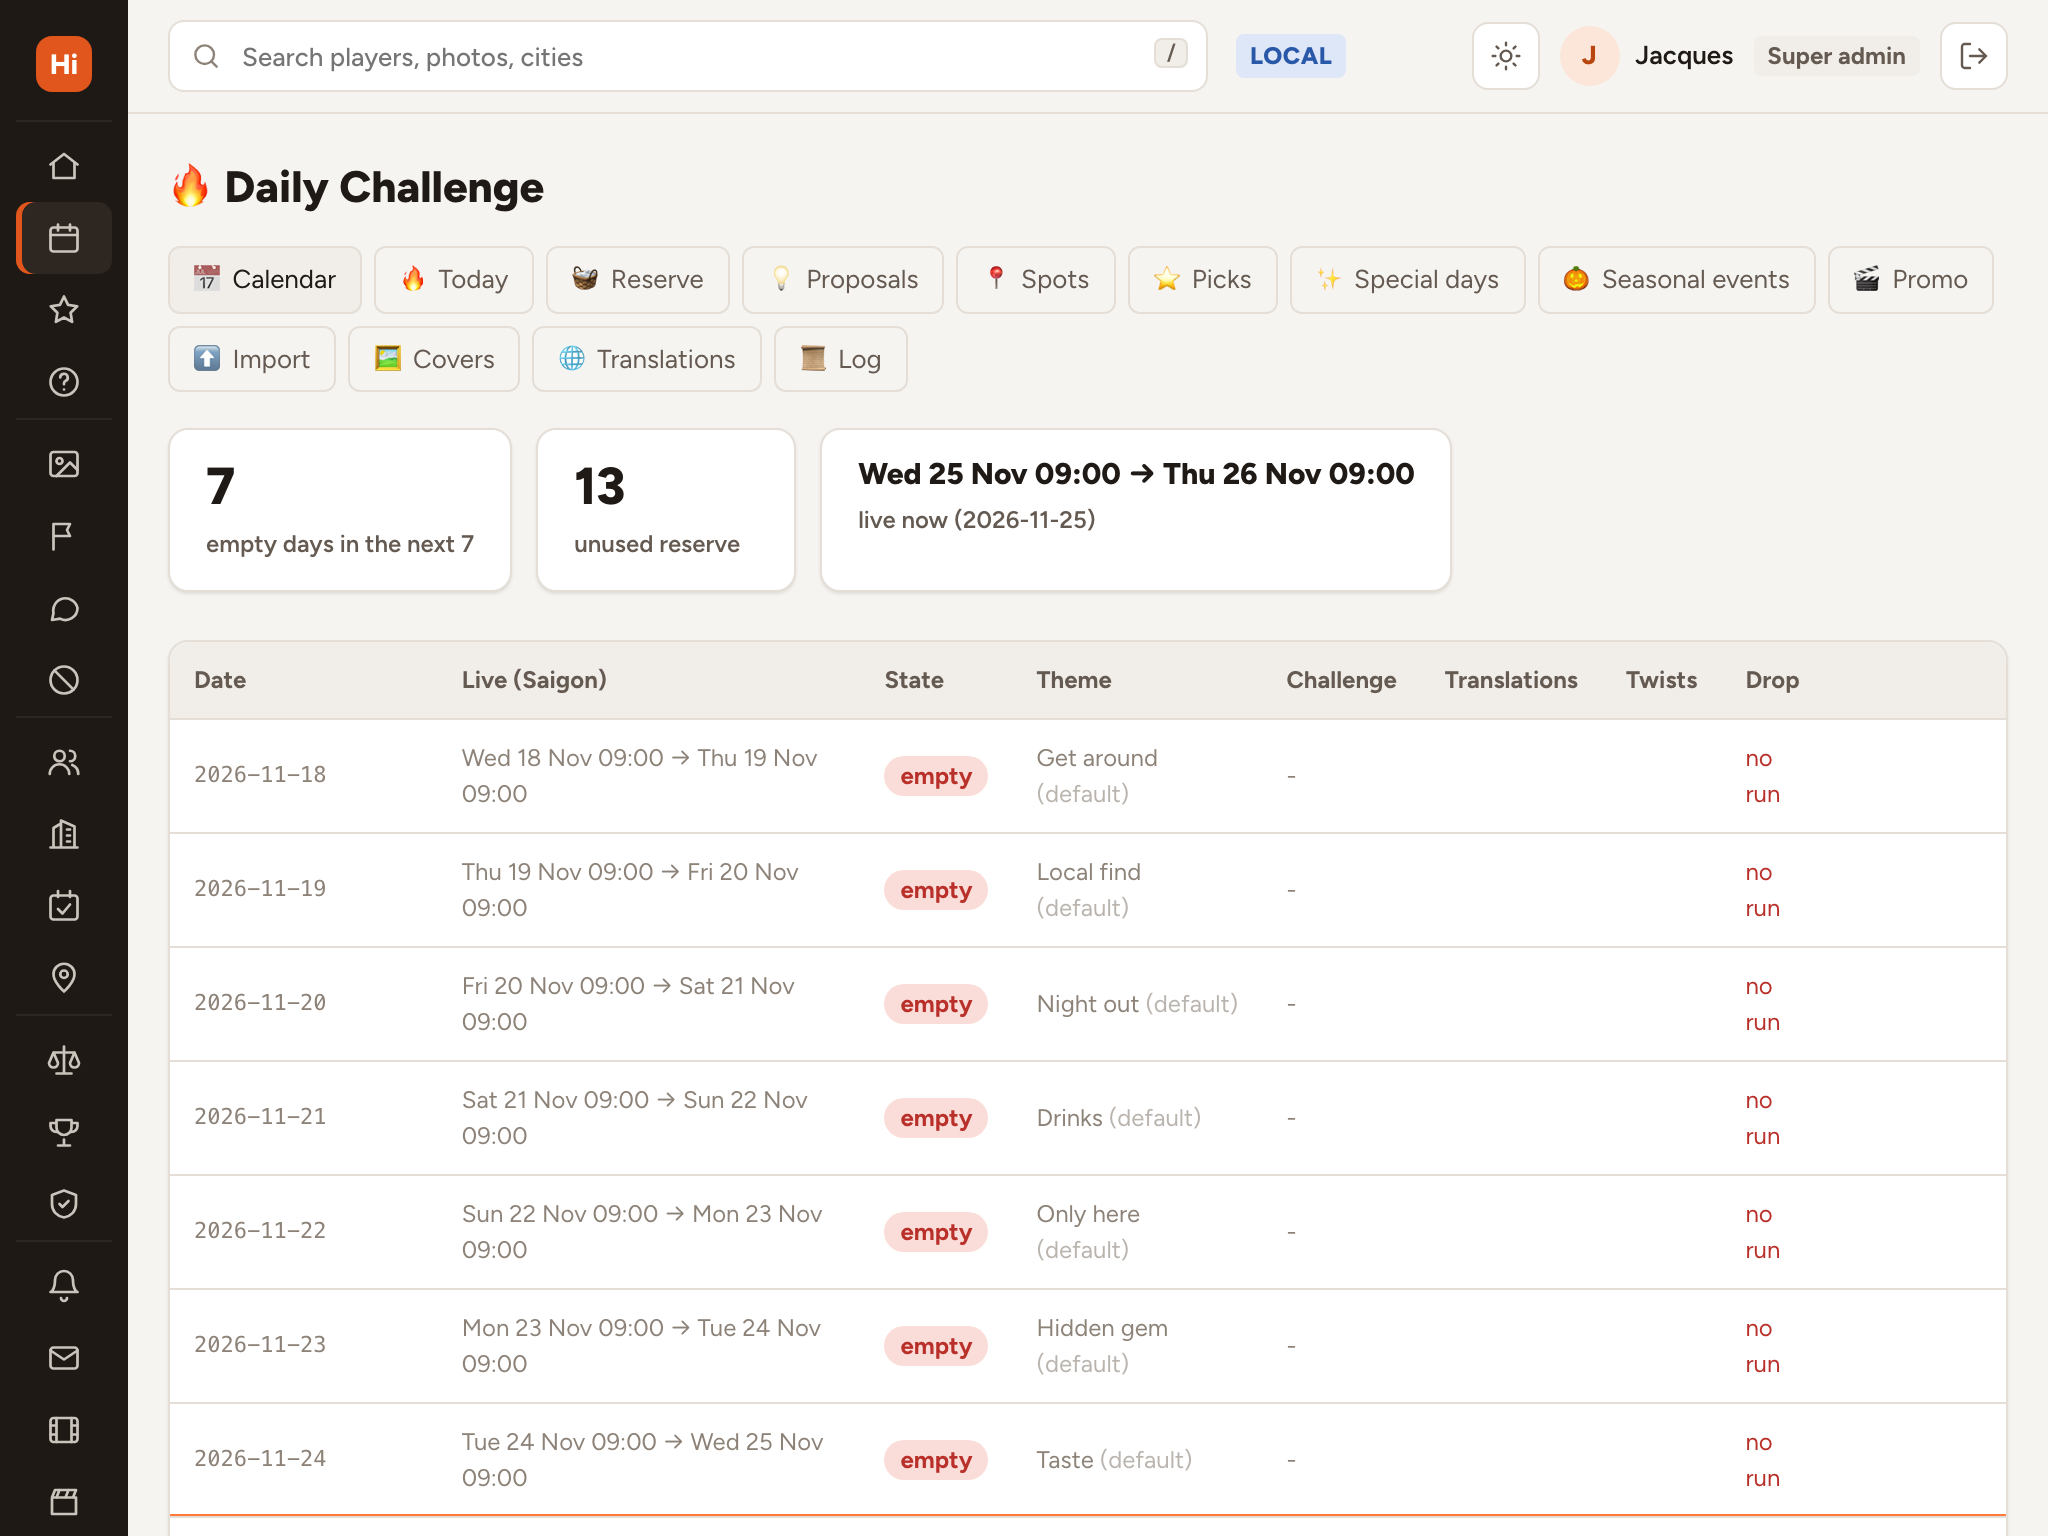 Hi
Search players, photos, cities
/
LOCAL
J
Jacques
Super admin
Daily Challenge
17 Calendar
Today
Reserve
Proposals
Spots
Picks
Special days
Seasonal events
Promo
Import
Covers
Translations
Log
7
empty days in the next 7
13
unused reserve
Wed 25 Nov 09:00 → Thu 26 Nov 09:00
live now (2026-11-25)
Date Live (Saigon) State Theme Challenge Translations Twists Drop
2026-11-18
Wed 18 Nov 09:00 → Thu 19 Nov
09:00
empty
Get around
(default)
-
no
run
2026-11-19
Thu 19 Nov 09:00 → Fri 20 Nov
09:00
empty
Local find
(default)
-
no
run
2026-11-20
Fri 20 Nov 09:00 → Sat 21 Nov
09:00
empty
Night out (default)
-
no
run
2026-11-21
Sat 21 Nov 09:00 → Sun 22 Nov
09:00
empty
Drinks (default)
-
no
run
2026-11-22
Sun 22 Nov 09:00 → Mon 23 Nov
09:00
empty
Only here
(default)
-
no
run
2026-11-23
Mon 23 Nov 09:00 → Tue 24 Nov
09:00
empty
Hidden gem
(default)
-
no
run
2026-11-24
Tue 24 Nov 09:00 → Wed 25 Nov
09:00
empty
Taste (default)
-
no
run